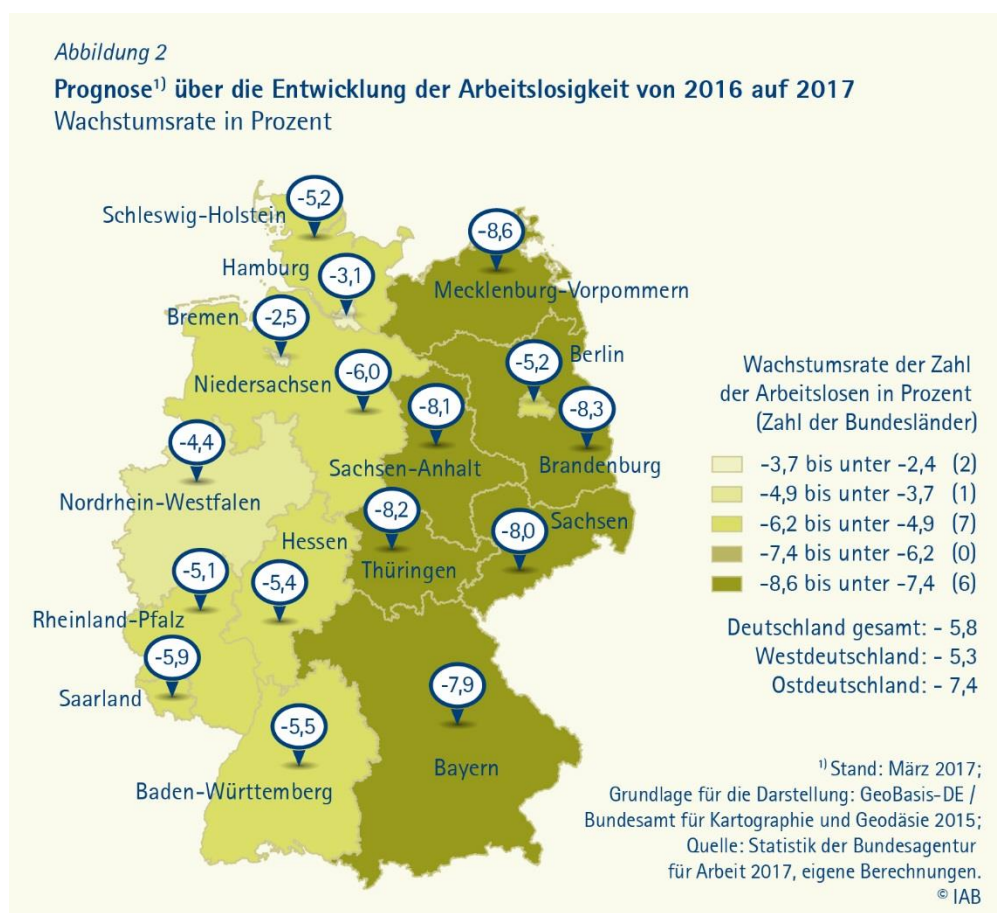 Abbildung 2
Prognose¹⁾ über die Entwicklung der Arbeitslosigkeit von 2016 auf 2017
Wachstumsrate in Prozent
-5,2
Schleswig-Holstein
-8,6
Hamburg
-3,1
Mecklenburg-Vorpommern
Bremen
-2,5
Berlin
-5,2
Niedersachsen
-6,0
-8,1
-8,3
-4,4
Sachsen-Anhalt
Brandenburg
Nordrhein-Westfalen
-8,2
Sachsen
-8,0
Hessen
Thüringen
-5,1
-5,4
Rheinland-Pfalz
-5,9
Saarland
-7,9
-5,5
Bayern
Baden-Württemberg
Wachstumsrate der Zahl
der Arbeitslosen in Prozent
(Zahl der Bundesländer)
-3,7 bis unter -2,4 (2)
-4,9 bis unter -3,7 (1)
-6,2 bis unter -4,9 (7)
-7,4 bis unter -6,2 (0)
-8,6 bis unter -7,4 (6)
Deutschland gesamt: - 5,8
Westdeutschland: - 5,3
Ostdeutschland: - 7,4
¹⁾ Stand: März 2017;
Grundlage für die Darstellung: GeoBasis-DE /
Bundesamt für Kartographie und Geodäsie 2015;
Quelle: Statistik der Bundesagentur
für Arbeit 2017, eigene Berechnungen.
© IAB